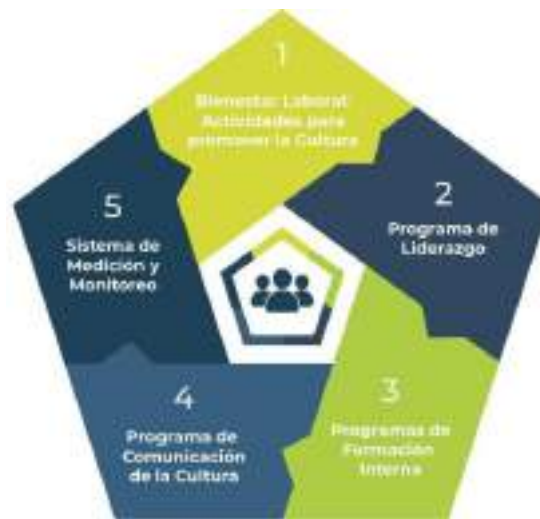 1
Bienestar Laboral:
Actividades para
promover la Cultura
2
Programa de
Liderazgo
3
Programas de
Formación
Interna
4
Programa de
Comunicación
de la Cultura
5
Sistema de
Medición y
Monitoreo